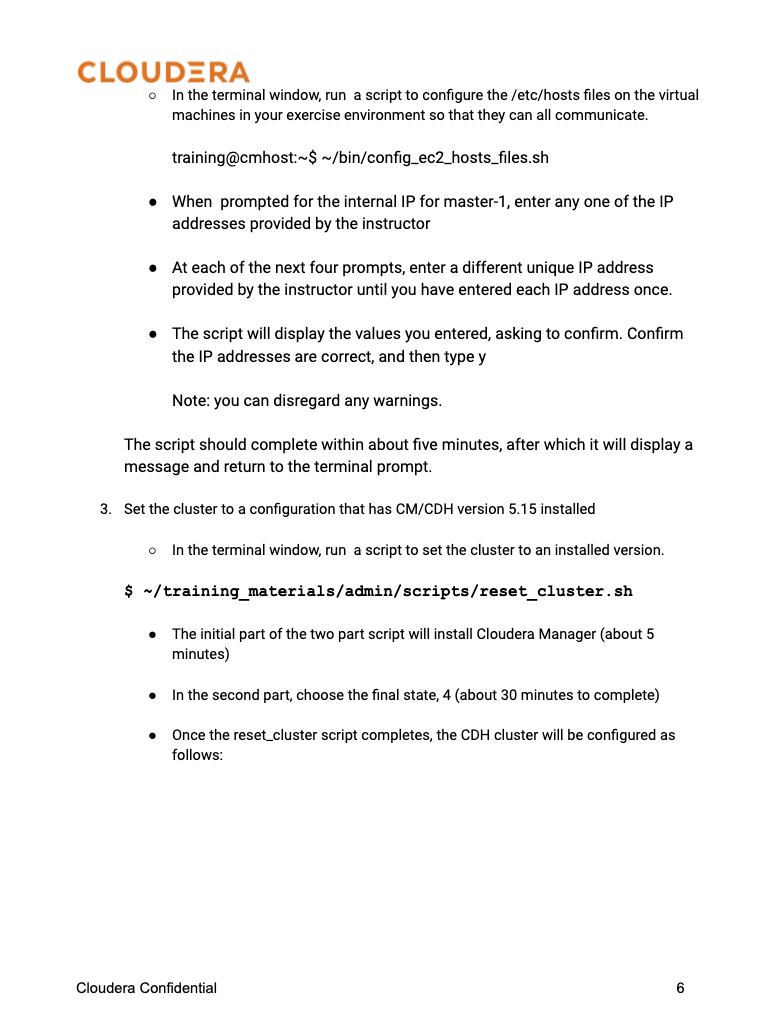 CLOUDERA
○ In the terminal window, run  a script to configure the /etc/hosts files on the virtual
machines in your exercise environment so that they can all communicate.
training@cmhost:~$ ~/bin/config_ec2_hosts_files.sh
● When  prompted for the internal IP for master-1, enter any one of the IP
addresses provided by the instructor
● At each of the next four prompts, enter a different unique IP address
provided by the instructor until you have entered each IP address once.
● The script will display the values you entered, asking to confirm. Confirm
the IP addresses are correct, and then type y
Note: you can disregard any warnings.
The script should complete within about five minutes, after which it will display a
message and return to the terminal prompt.
3. Set the cluster to a configuration that has CM/CDH version 5.15 installed
○ In the terminal window, run  a script to set the cluster to an installed version.
$ ~/training_materials/admin/scripts/reset_cluster.sh
● The initial part of the two part script will install Cloudera Manager (about 5
minutes)
● In the second part, choose the final state, 4 (about 30 minutes to complete)
● Once the reset_cluster script completes, the CDH cluster will be configured as
follows:
Cloudera Confidential 6